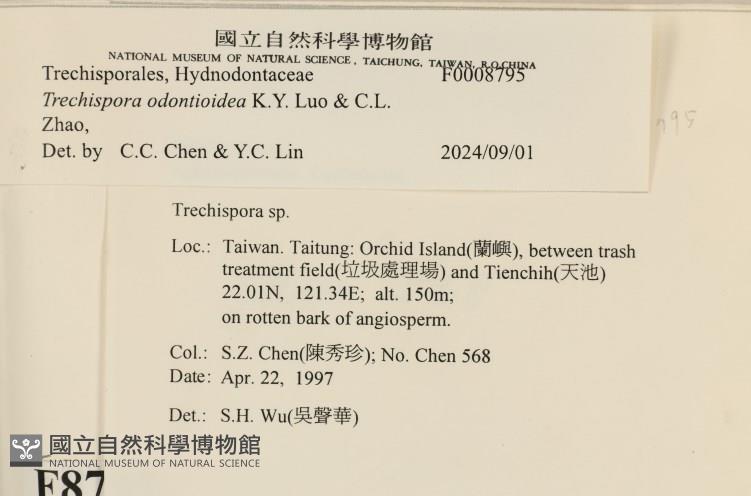 國立自然科學博物館
NATIONAL MUSEUM OF NATURAL SCIENCE, TAICHUNG, TAIWAN, R.O.CHINA
Trechisporales, Hydnodontaceae F0008795
Trechispora odontioidea K.Y. Luo & C.L.
Zhao,
Det. by C.C. Chen & Y.C. Lin 2024/09/01
795
Trechispora sp.
Loc.: Taiwan. Taitung: Orchid Island(蘭嶼), between trash
treatment field(垃圾處理場) and Tienchih(天池)
22.01N, 121.34E; alt. 150m;
on rotten bark of angiosperm.
Col.: S.Z. Chen(陳秀珍); No. Chen 568
Date: Apr. 22, 1997
Det.: S.H. Wu(吳聲華)
國立自然科學博物館
NATIONAL MUSEUM OF NATURAL SCIENCE
F87